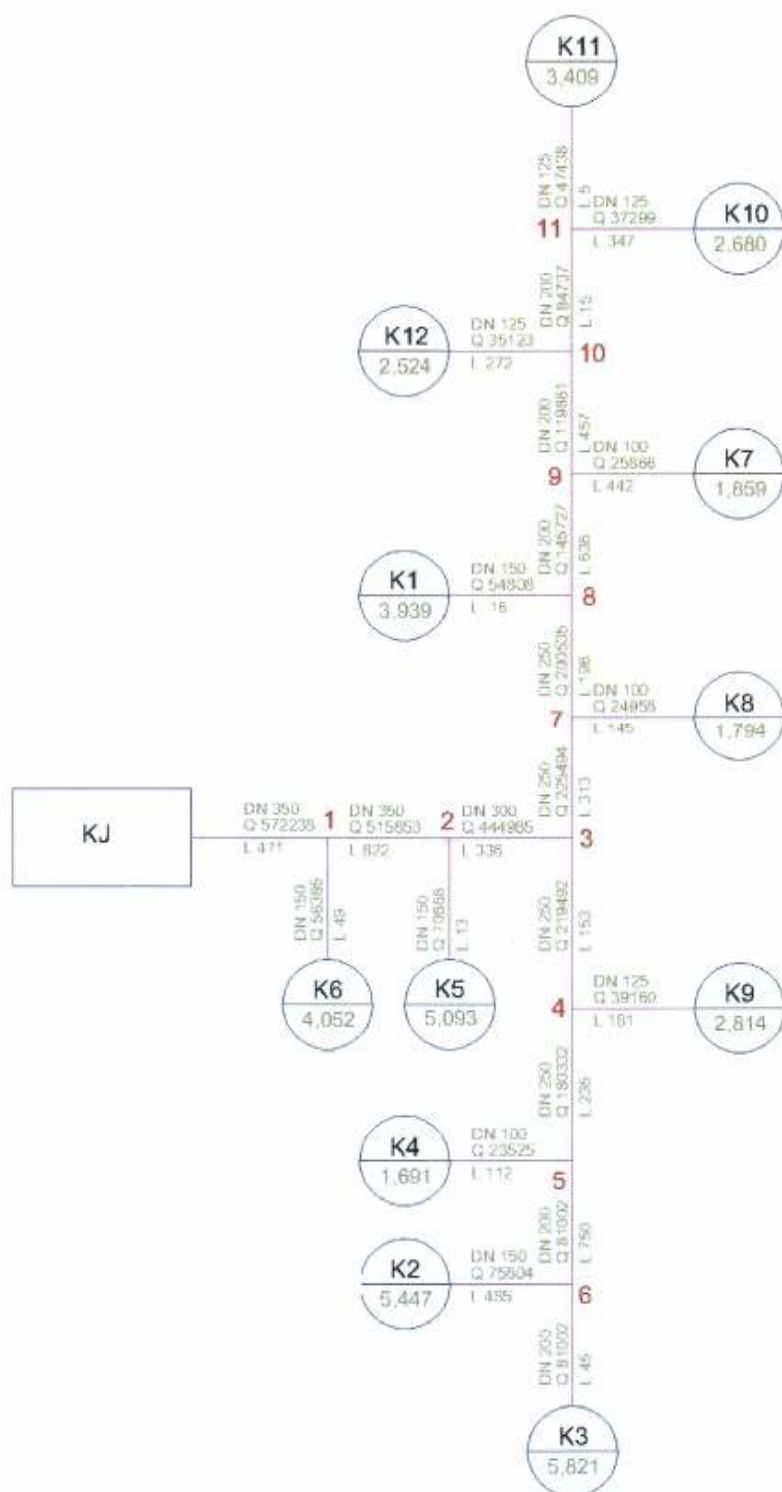 K11
3,409
DN 125
Q 47438
L 5
DN 125
Q 37299
L 347
K10
2,680
11
DN 200
Q 84737
L 15
K12
2,524
DN 125
Q 35123
L 272
10
DN 200
Q 119861
L 457
DN 100
Q 25866
L 442
K7
1,859
9
DN 200
Q 145727
L 638
K1
3,939
DN 150
Q 54808
L 16
8
DN 250
Q 200535
L 198
DN 100
Q 24958
L 145
K8
1,794
7
DN 250
Q 225494
L 313
KJ
DN 350
Q 572238
L 471
1
DN 350
Q 515853
L 822
2
DN 300
Q 444985
L 338
3
DN 150
Q 56385
L 49
K6
4,052
DN 150
Q 70868
L 13
K5
5,093
DN 250
Q 219492
L 153
4
DN 125
Q 39160
L 181
K9
2,814
DN 250
Q 180332
L 235
K4
1,691
DN 100
Q 23525
L 112
5
DN 200
Q 81002
L 750
K2
5,447
DN 150
Q 75804
L 455
6
DN 200
Q 81002
L 45
K3
5,821